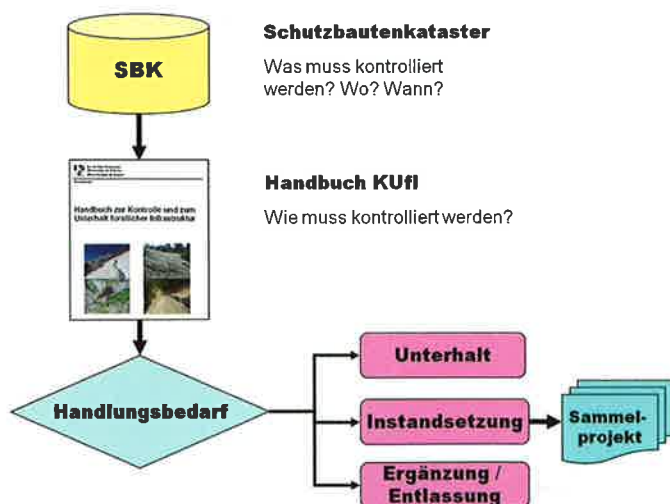 SBK
Schutzbautenkataster
Was muss kontrolliert
werden? Wo? Wann?
Handbuch zur Kontrolle und zum
Unterhalt forstlicher Infrastruktur
Handbuch KUfI
Wie muss kontrolliert werden?
Handlungsbedarf
Unterhalt
Instandsetzung
Ergänzung /
Entlassung
Sammel-
projekt